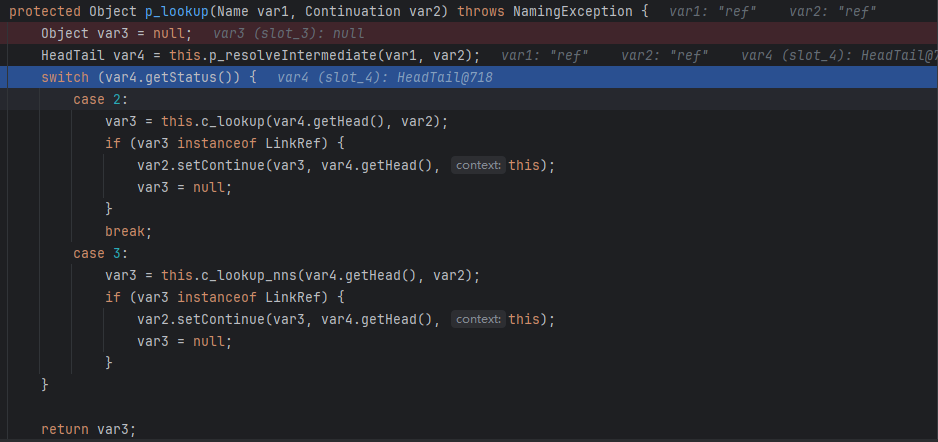 protected Object p_lookup(Name var1, Continuation var2) throws NamingException {   var1: "ref"    var2: "ref"
    Object var3 = null;   var3 (slot_3): null
    HeadTail var4 = this.p_resolveIntermediate(var1, var2);   var1: "ref"    var2: "ref"    var4 (slot_4): HeadTail@7
    switch (var4.getStatus()) {   var4 (slot_4): HeadTail@718
        case 2:
            var3 = this.c_lookup(var4.getHead(), var2);
            if (var3 instanceof LinkRef) {
                var2.setContinue(var3, var4.getHead(), context: this);
                var3 = null;
            }
            break;
        case 3:
            var3 = this.c_lookup_nns(var4.getHead(), var2);
            if (var3 instanceof LinkRef) {
                var2.setContinue(var3, var4.getHead(), context: this);
                var3 = null;
            }
    }
    return var3;